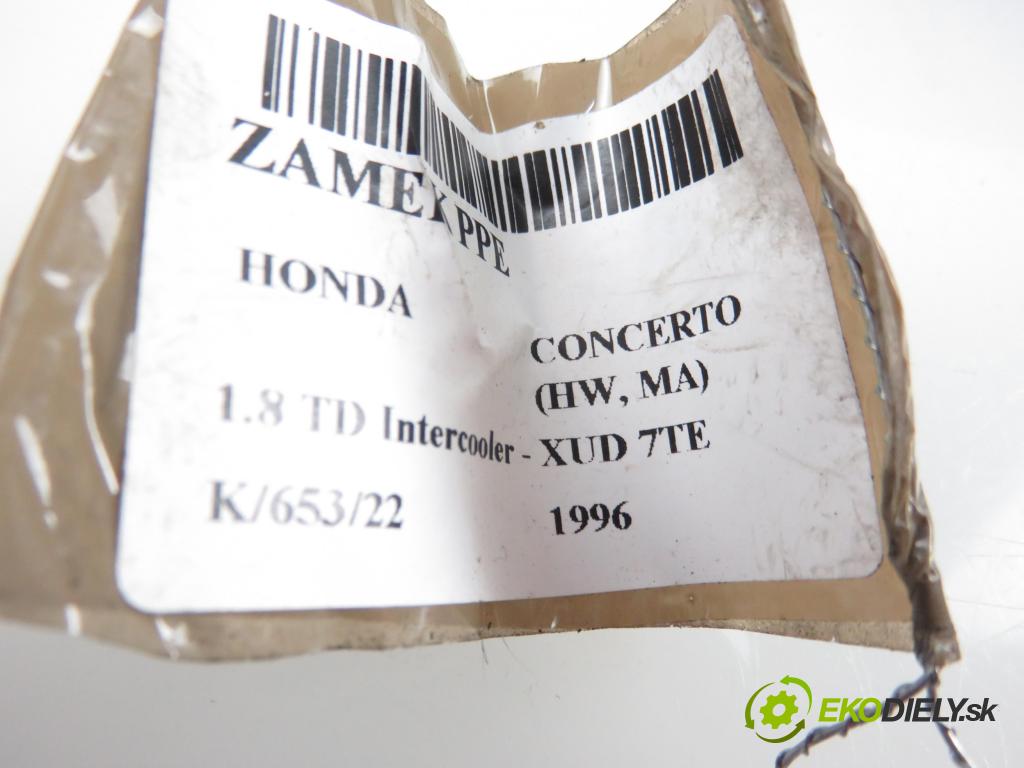 ZAMEK PPE
HONDA
CONCERTO
(HW, MA)
1.8 TD Intercooler - XUD 7TE
K/653/22 1996
EKODIELY.sk